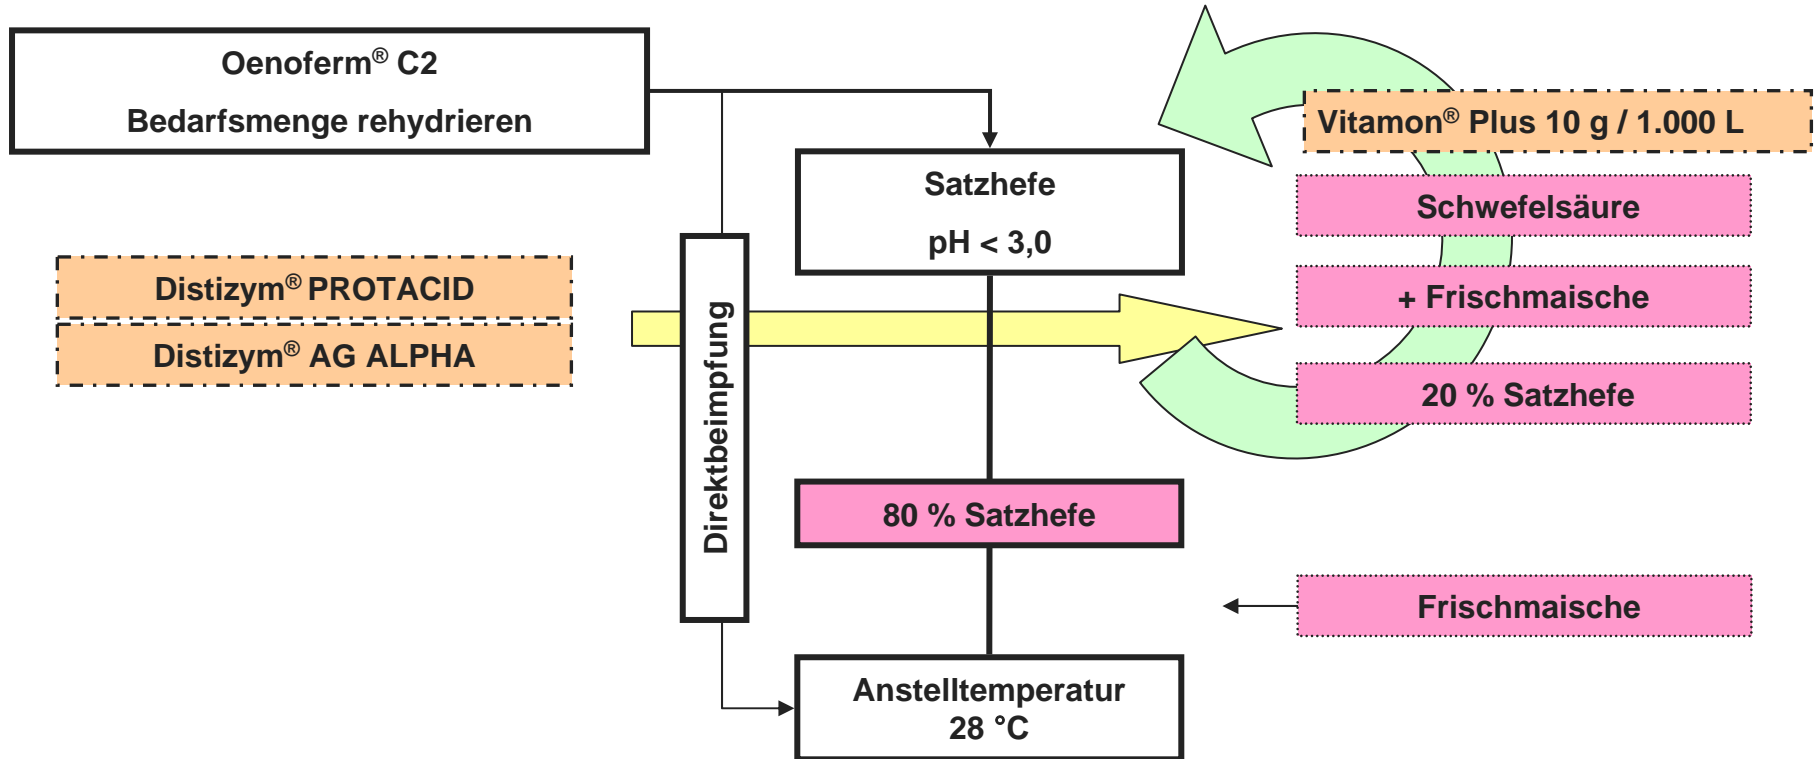 Oenoferm® C2
Bedarfsmenge rehydrieren
Vitamon® Plus 10 g / 1.000 L
Satzhefe
pH < 3,0
Schwefelsäure
Distizym® PROTACID
Distizym® AG ALPHA
+ Frischmaische
Direktbeimpfung
20 % Satzhefe
80 % Satzhefe
Frischmaische
Anstelltemperatur
28 °C